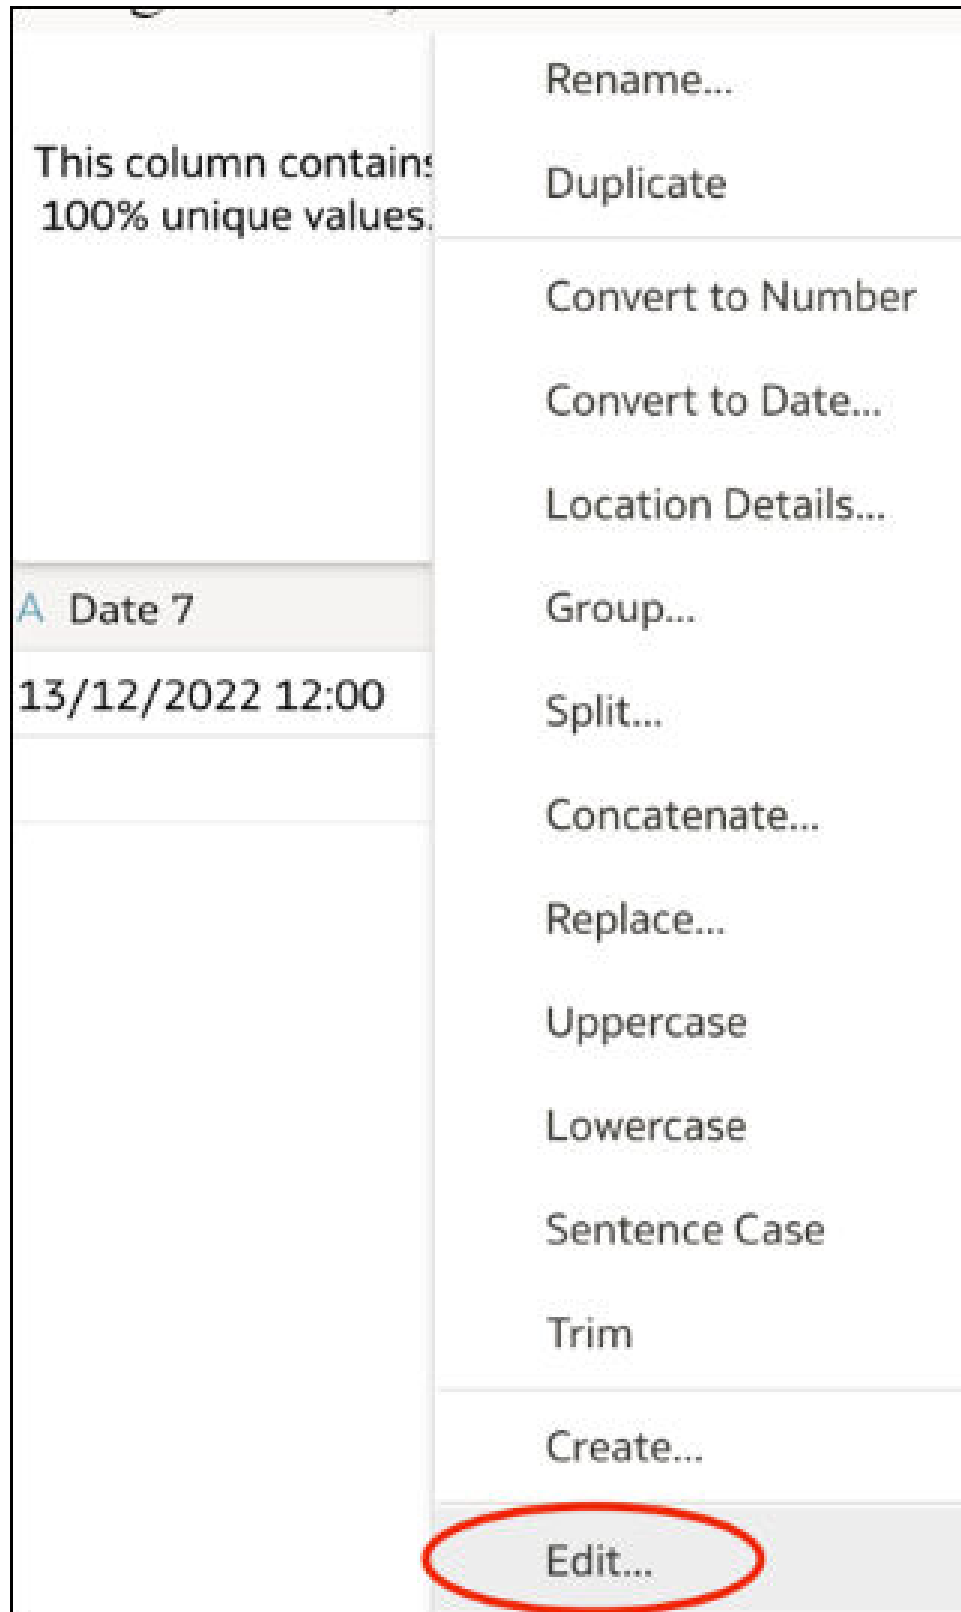 This column contains
100% unique values.
A Date 7
13/12/2022 12:00
Rename...
Duplicate
Convert to Number
Convert to Date...
Location Details...
Group...
Split...
Concatenate...
Replace...
Uppercase
Lowercase
Sentence Case
Trim
Create...
Edit...